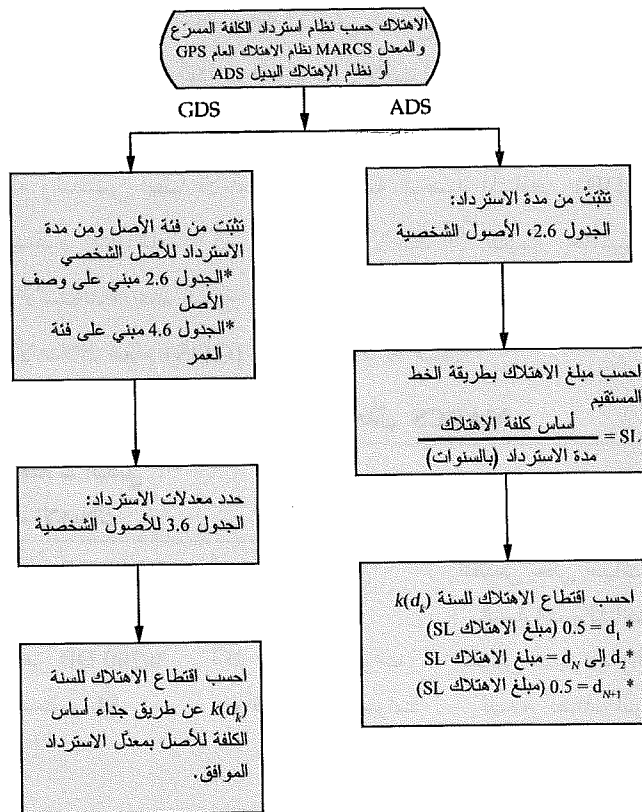 الاهتلاك حسب نظام استرداد الكلفة المسرّع
والمعدل MARCS نظام الاهتلاك العام GPS
أو نظام الإهتلاك البديل ADS
GDS
ADS
تثبّت من فئة الأصل ومن مدة
الاسترداد للأصل الشخصي
*الجدول 2.6 مبني على وصف
الأصل
*الجدول 4.6 مبني على فئة
العمر
حدد معدلات الاسترداد:
الجدول 3.6 للأصول الشخصية
احسب اقتطاع الاهتلاك للسنة
k(d_k) عن طريق جداء أساس
الكلفة للأصل بمعدّل الاسترداد
الموافق.
تثبّتْ من مدة الاسترداد:
الجدول 2.6، الأصول الشخصية
احسب مبلغ الاهتلاك بطريقة الخط
المستقيم
أساس كلفة الاهتلاك
SL =
مدة الاسترداد (بالسنوات)
احسب اقتطاع الاهتلاك للسنة k(d_k)
* d_1 = 0.5 (مبلغ الاهتلاك SL)
*d_2 إلى d_N = مبلغ الاهتلاك SL
* d_{N+1} = 0.5 (مبلغ الاهتلاك SL)